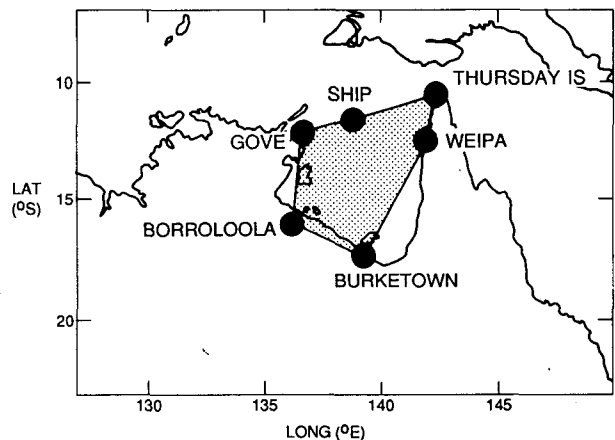 10
THURSDAY IS
SHIP
GOVE
WEIPA
LAT
(°S)
15
BORROLOOLA
BURKETOWN
20
130
135
140
145
LONG (°E)